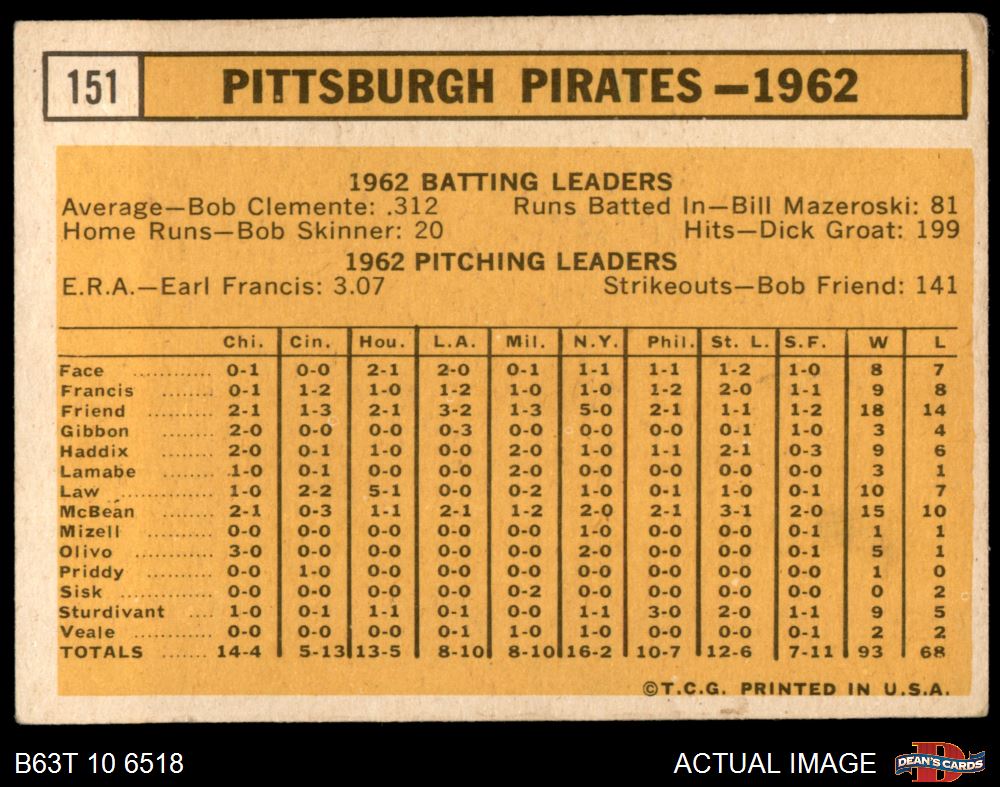 151 PITTSBURGH PIRATES—1962
1962 BATTING LEADERS
Average—Bob Clemente: .312 Runs Batted In—Bill Mazeroski: 81
Home Runs—Bob Skinner: 20 Hits—Dick Groat: 199
1962 PITCHING LEADERS
E.R.A.—Earl Francis: 3.07 Strikeouts—Bob Friend: 141
Chi. Cin. Hou. L.A. Mil. N.Y. Phil. St. L. S.F. W L
Face ........... 0-1 0-0 2-1 2-0 0-1 1-1 1-1 1-2 1-0 8 7
Francis ........ 0-1 1-2 1-0 1-2 1-0 1-0 1-2 2-0 1-1 9 8
Friend ......... 2-1 1-3 2-1 3-2 1-3 5-0 2-1 1-1 1-2 18 14
Gibbon ........ 2-0 0-0 0-0 0-3 0-0 0-0 0-0 0-1 1-0 3 4
Haddix ........ 2-0 0-1 1-0 0-0 2-0 1-0 1-1 2-1 0-3 9 6
Lamabe ....... 1-0 0-1 0-0 0-0 2-0 0-0 0-0 0-0 0-0 3 1
Law ............. 1-0 2-2 5-1 0-0 0-2 1-0 0-1 1-0 0-1 10 7
McBean ........ 2-1 0-3 1-1 2-1 1-2 2-0 2-1 3-1 2-0 15 10
Mizell .......... 0-0 0-0 0-0 0-0 0-0 1-0 0-0 0-0 0-1 1 1
Olivo ........... 3-0 0-0 0-0 0-0 0-0 2-0 0-0 0-0 0-1 5 1
Priddy .......... 0-0 1-0 0-0 0-0 0-0 0-0 0-0 0-0 0-0 1 0
Sisk ............. 0-0 0-0 0-0 0-0 0-2 0-0 0-0 0-0 0-0 0 2
Sturdivant .... 1-0 0-1 1-1 0-1 0-0 1-1 3-0 2-0 1-1 9 5
Veale ........... 0-0 0-0 0-0 0-1 1-0 1-0 0-0 0-0 0-1 2 2
TOTALS ....... 14-4 5-13 13-5 8-10 8-10 16-2 10-7 12-6 7-11 93 68
©T.C.G. PRINTED IN U.S.A.
B63T 10 6518 ACTUAL IMAGE D DEAN'S CARDS